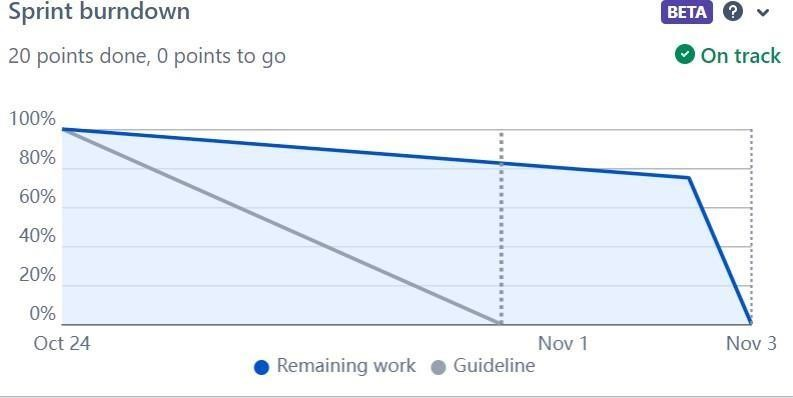 Sprint burndown BETA ?
20 points done, 0 points to go On track
100%
80%
60%
40%
20%
0%
Oct 24 Nov 1 Nov 3
Remaining work Guideline